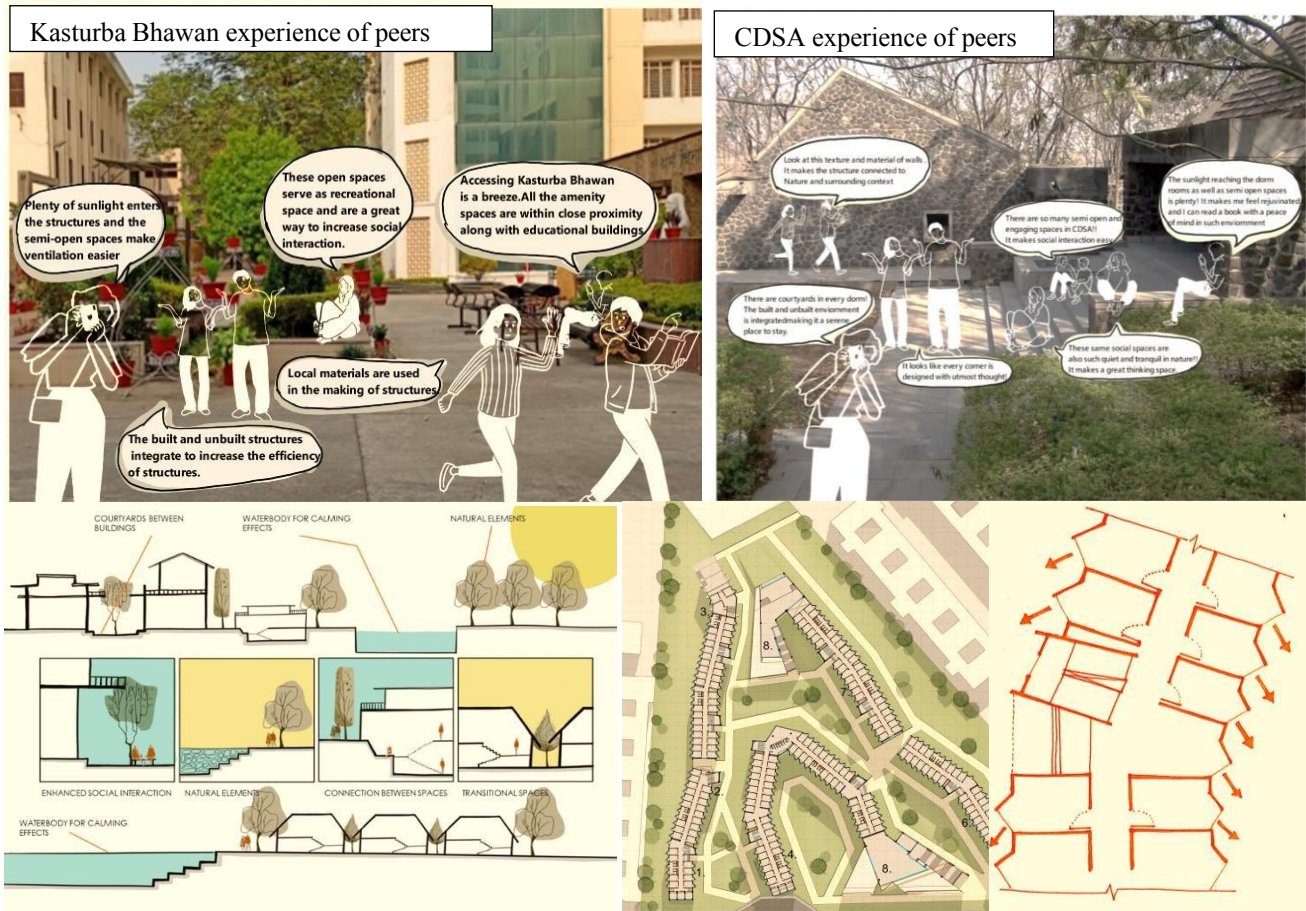 Kasturba Bhawan experience of peers
CDSA experience of peers
Plenty of sunlight enters
the structures and the
semi-open spaces make
ventilation easier
These open spaces
serve as recreational
space and are a great
way to increase social
interaction.
Accessing Kasturba Bhawan
is a breeze.All the amenity
spaces are within close proximity
along with educational buildings
Local materials are used
in the making of structures
The built and unbuilt structures
integrate to increase the efficiency
of structures.
Look at this texture and material of walls.
It makes the structure connected to
Nature and surrounding context
The sunlight reaching the dorm
rooms as well as semi open spaces
is plenty! It makes me feel rejuvinated
and I can read a book with a peace
of mind in such enviornment
There are so many semi open and
engaging spaces in CDSA!!
It makes social interaction easy
There are courtyards in every dorm!
The built and unbuilt enviornment
is integratedmaking it a serene
place to stay.
It looks like every corner is
designed with utmost thought!
These same social spaces are
also such quiet and tranquil in nature!!
It makes a great thinking space.
COURTYARDS BETWEEN
BUILDINGS
WATERBODY FOR CALMING
EFFECTS
NATURAL ELEMENTS
ENHANCED SOCIAL INTERACTION
NATURAL ELEMENTS
CONNECTION BETWEEN SPACES
TRANSITIONAL SPACES
WATERBODY FOR CALMING
EFFECTS
3.
8.
7.
2.
6.
4.
1.
8.